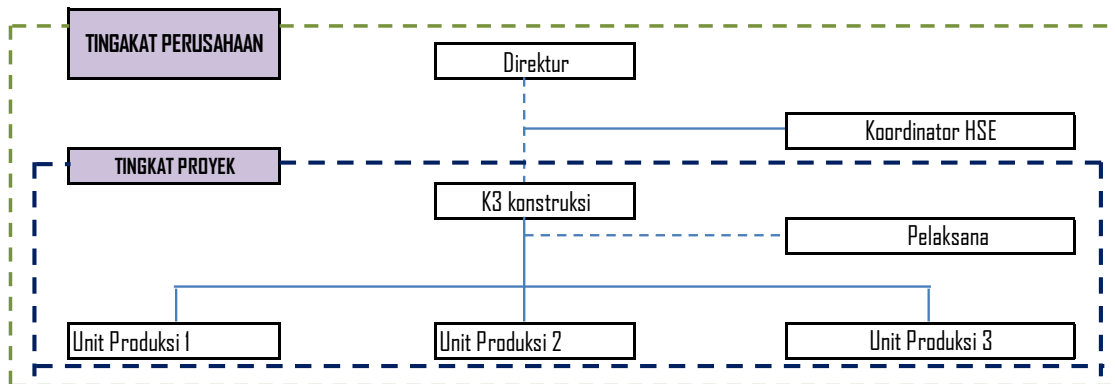 TINGAKAT PERUSAHAAN
Direktur
Koordinator HSE
TINGKAT PROYEK
K3 konstruksi
Pelaksana
Unit Produksi 1
Unit Produksi 2
Unit Produksi 3